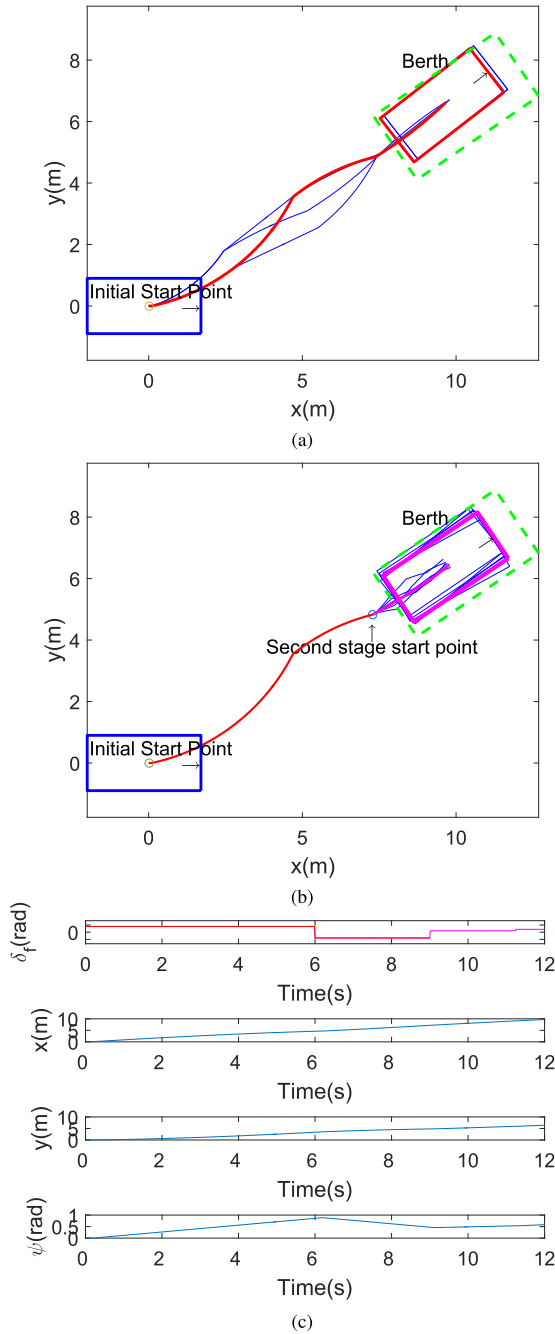 8
6
4
2
0
y(m)
Berth
Initial Start Point
0
5
10
x(m)
(a)
8
6
4
2
0
y(m)
Berth
Second stage start point
Initial Start Point
0
5
10
x(m)
(b)
δf(rad)
0
0 2 4 6 8 10 12
Time(s)
x(m)
10
5
0
0 2 4 6 8 10 12
Time(s)
y(m)
10
5
0
0 2 4 6 8 10 12
Time(s)
ψ(rad)
1
0.5
0
0 2 4 6 8 10 12
Time(s)
(c)